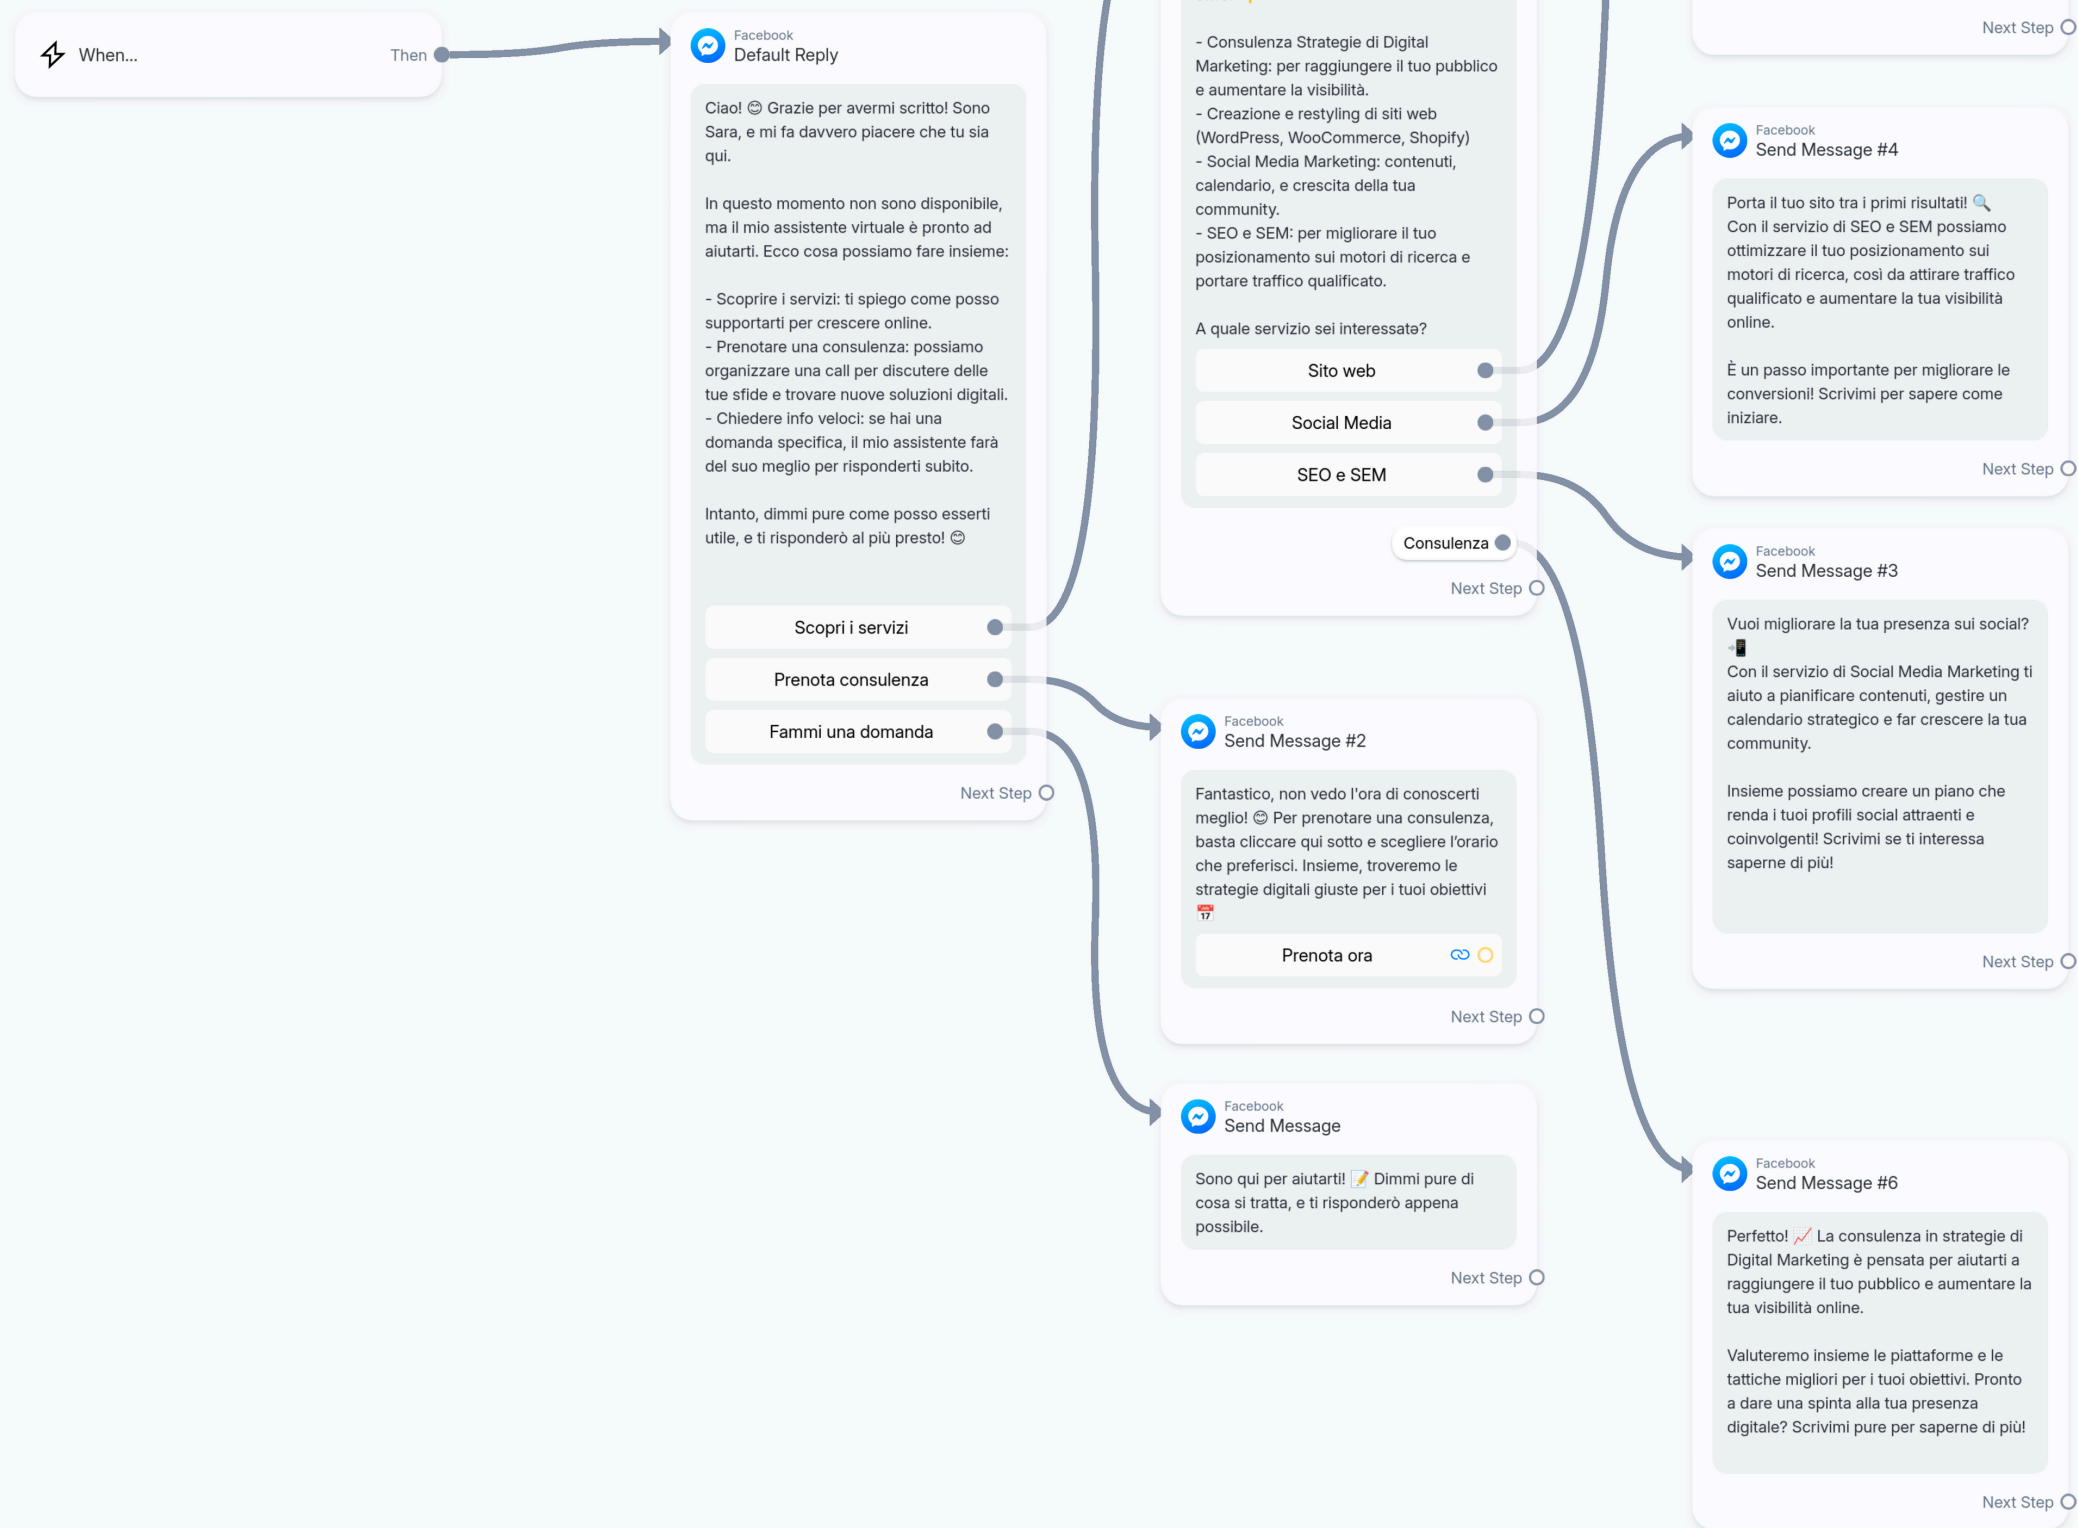 When...
Then
Facebook
Default Reply
Ciao! 😊 Grazie per avermi scritto! Sono
Sara, e mi fa davvero piacere che tu sia
qui.
In questo momento non sono disponibile,
ma il mio assistente virtuale è pronto ad
aiutarti. Ecco cosa possiamo fare insieme:
- Scoprire i servizi: ti spiego come posso
supportarti per crescere online.
- Prenotare una consulenza: possiamo
organizzare una call per discutere delle
tue sfide e trovare nuove soluzioni digitali.
- Chiedere info veloci: se hai una
domanda specifica, il mio assistente farà
del suo meglio per risponderti subito.
Intanto, dimmi pure come posso esserti
utile, e ti risponderò al più presto! 😊
Scopri i servizi
Prenota consulenza
Fammi una domanda
Next Step
- Consulenza Strategie di Digital
Marketing: per raggiungere il tuo pubblico
e aumentare la visibilità.
- Creazione e restyling di siti web
(WordPress, WooCommerce, Shopify)
- Social Media Marketing: contenuti,
calendario, e crescita della tua
community.
- SEO e SEM: per migliorare il tuo
posizionamento sui motori di ricerca e
portare traffico qualificato.
A quale servizio sei interessatə?
Sito web
Social Media
SEO e SEM
Consulenza
Next Step
Facebook
Send Message #2
Fantastico, non vedo l'ora di conoscerti
meglio! 😊 Per prenotare una consulenza,
basta cliccare qui sotto e scegliere l’orario
che preferisci. Insieme, troveremo le
strategie digitali giuste per i tuoi obiettivi
📅
Prenota ora
Next Step
Facebook
Send Message
Sono qui per aiutarti! 📝 Dimmi pure di
cosa si tratta, e ti risponderò appena
possibile.
Next Step
Next Step
Facebook
Send Message #4
Porta il tuo sito tra i primi risultati! 🔍
Con il servizio di SEO e SEM possiamo
ottimizzare il tuo posizionamento sui
motori di ricerca, così da attirare traffico
qualificato e aumentare la tua visibilità
online.
È un passo importante per migliorare le
conversioni! Scrivimi per sapere come
iniziare.
Next Step
Facebook
Send Message #3
Vuoi migliorare la tua presenza sui social?
📲
Con il servizio di Social Media Marketing ti
aiuto a pianificare contenuti, gestire un
calendario strategico e far crescere la tua
community.
Insieme possiamo creare un piano che
renda i tuoi profili social attraenti e
coinvolgenti! Scrivimi se ti interessa
saperne di più!
Next Step
Facebook
Send Message #6
Perfetto! 📈 La consulenza in strategie di
Digital Marketing è pensata per aiutarti a
raggiungere il tuo pubblico e aumentare la
tua visibilità online.
Valuteremo insieme le piattaforme e le
tattiche migliori per i tuoi obiettivi. Pronto
a dare una spinta alla tua presenza
digitale? Scrivimi pure per saperne di più!
Next Step